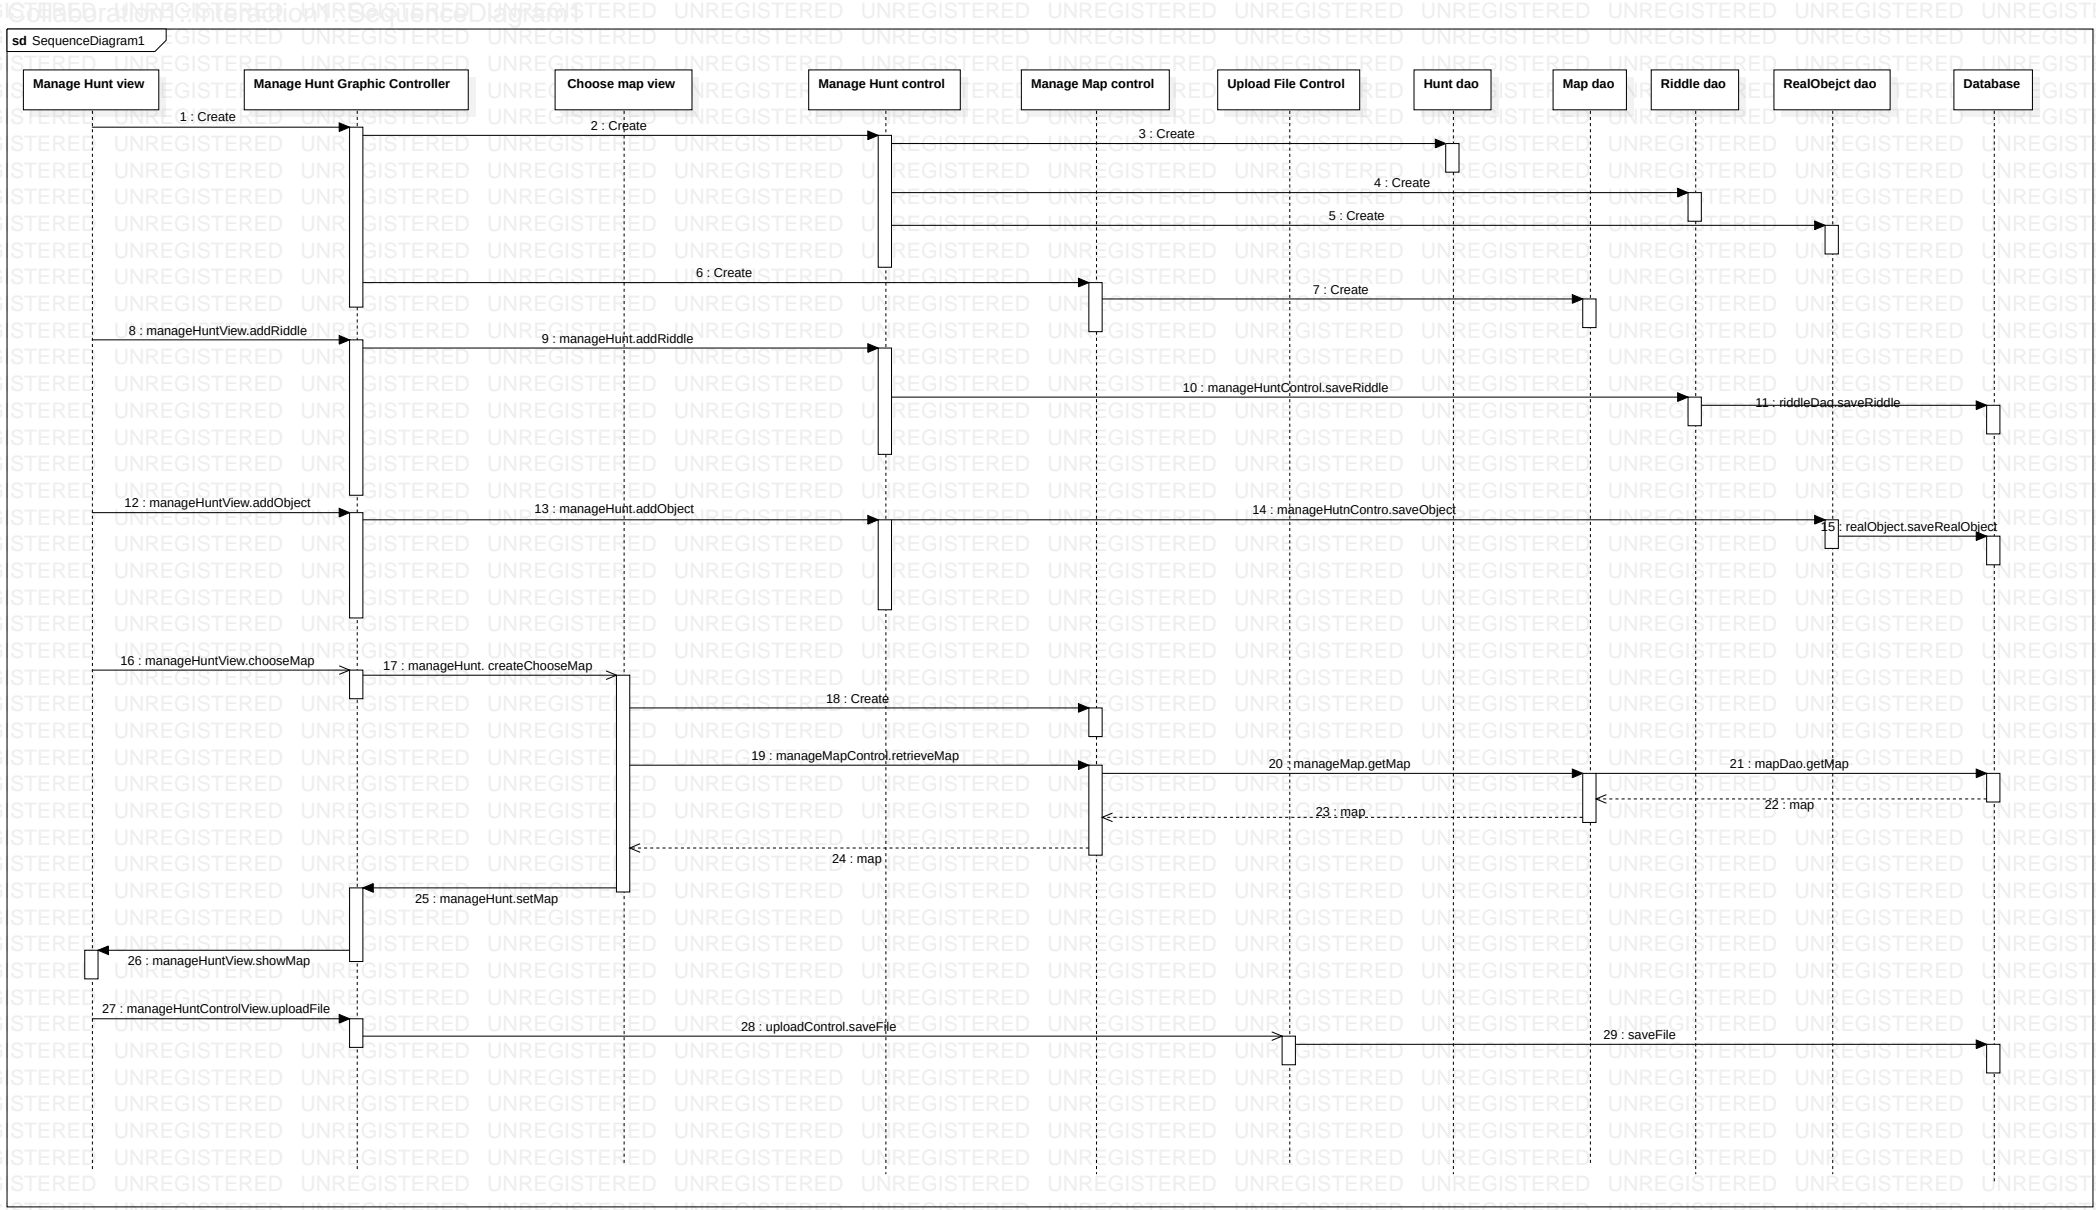 Collaboration1::Interaction1::SequenceDiagram1
sd SequenceDiagram1
Manage Hunt view
Manage Hunt Graphic Controller
Choose map view
Manage Hunt control
Manage Map control
Upload File Control
Hunt dao
Map dao
Riddle dao
RealObejct dao
Database
1 : Create
2 : Create
3 : Create
4 : Create
5 : Create
6 : Create
7 : Create
8 : manageHuntView.addRiddle
9 : manageHunt.addRiddle
10 : manageHuntControl.saveRiddle
11 : riddleDao.saveRiddle
12 : manageHuntView.addObject
13 : manageHunt.addObject
14 : manageHutnContro.saveObject
15 : realObject.saveRealObject
16 : manageHuntView.chooseMap
17 : manageHunt. createChooseMap
18 : Create
19 : manageMapControl.retrieveMap
20 : manageMap.getMap
21 : mapDao.getMap
22 : map
23 : map
24 : map
25 : manageHunt.setMap
26 : manageHuntView.showMap
27 : manageHuntControlView.uploadFile
28 : uploadControl.saveFile
29 : saveFile
UNREGISTERED